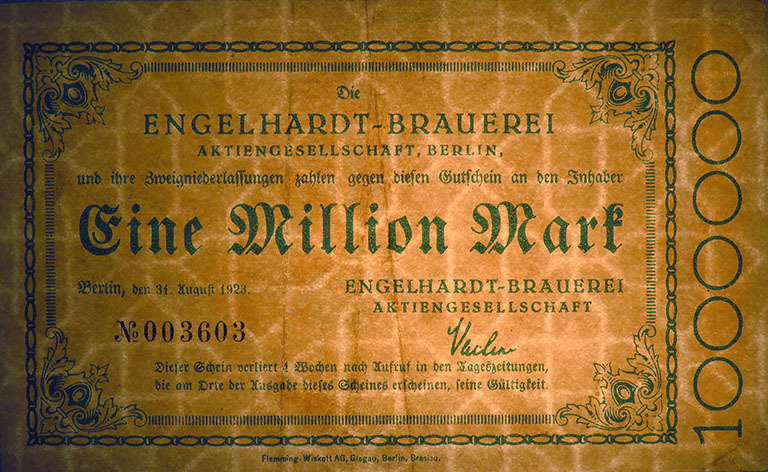 Die
ENGELHARDT-BRAUEREI
AKTIENGESELLSCHAFT, BERLIN,
und ihre Zweigniederlassungen zahlen gegen diesen Gutschein an den Inhaber
Eine Million Mark
Berlin, den 31. August 1923.
ENGELHARDT-BRAUEREI
AKTIENGESELLSCHAFT
№003603
Dieser Schein verliert 4 Wochen nach Aufruf in den Tageszeitungen,
die am Orte der Ausgabe dieses Scheines erscheinen, seine Gültigkeit.
Flemming-Wiskott AG, Glogau, Berlin, Breslau.
1000000